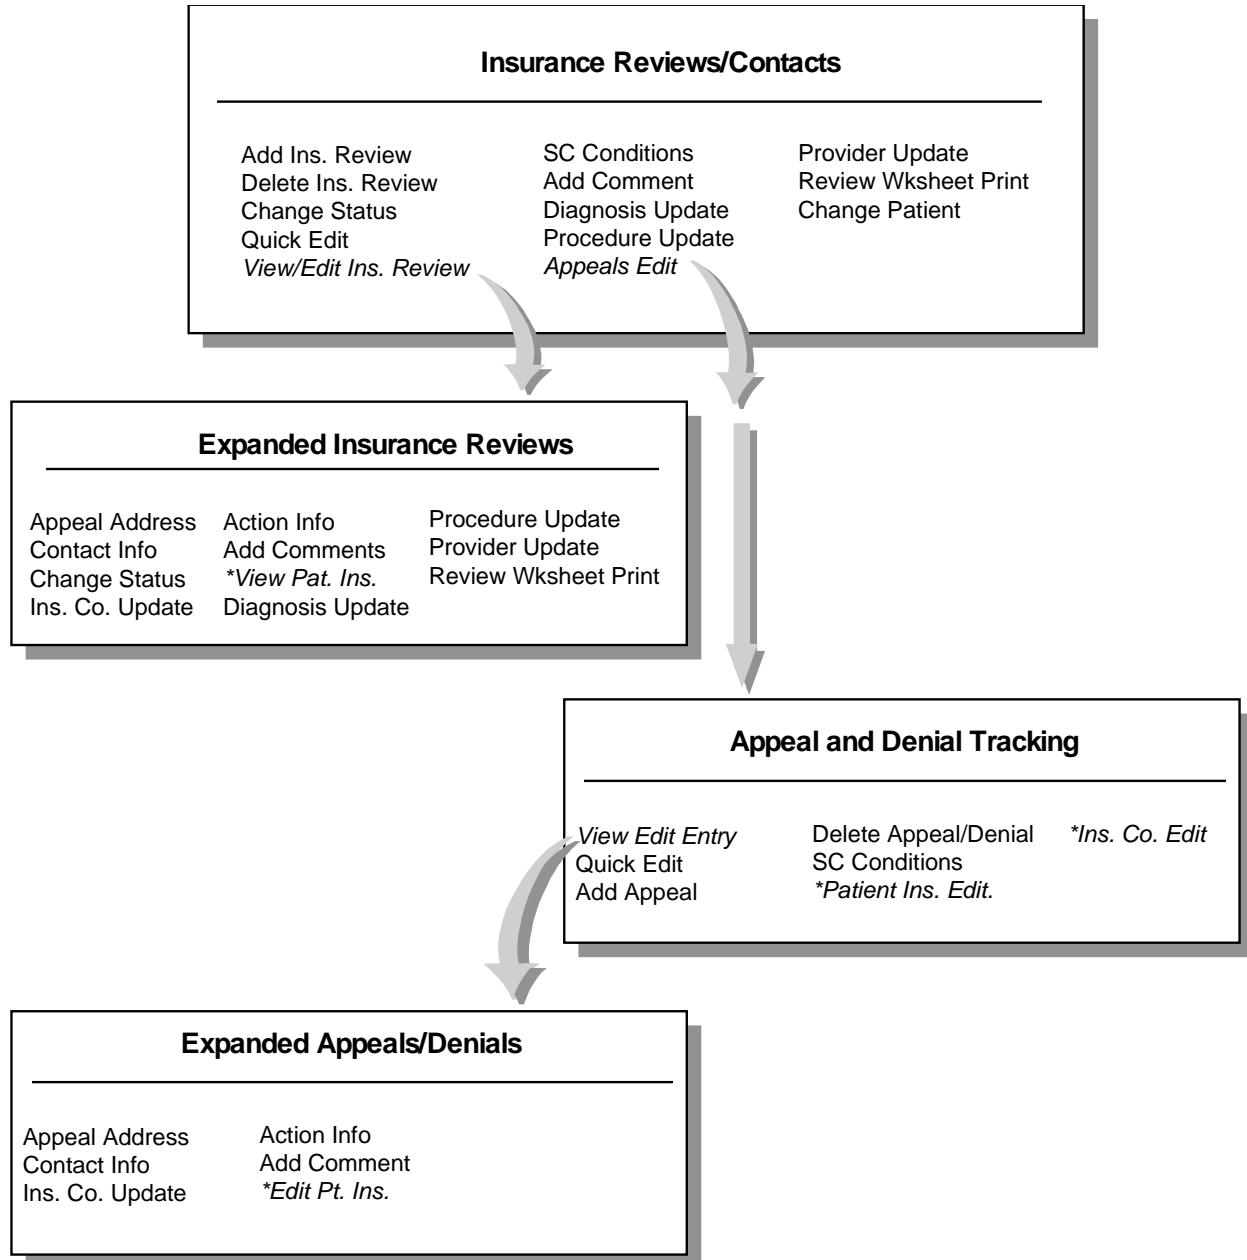 Insurance Reviews/Contacts
Add Ins. Review
Delete Ins. Review
Change Status
Quick Edit
View/Edit Ins. Review
SC Conditions
Add Comment
Diagnosis Update
Procedure Update
Appeals Edit
Provider Update
Review Wksheet Print
Change Patient
Expanded Insurance Reviews
Appeal Address
Contact Info
Change Status
Ins. Co. Update
Action Info
Add Comments
*View Pat. Ins.
Diagnosis Update
Procedure Update
Provider Update
Review Wksheet Print
Appeal and Denial Tracking
View Edit Entry
Quick Edit
Add Appeal
Delete Appeal/Denial
SC Conditions
*Patient Ins. Edit.
*Ins. Co. Edit
Expanded Appeals/Denials
Appeal Address
Contact Info
Ins. Co. Update
Action Info
Add Comment
*Edit Pt. Ins.